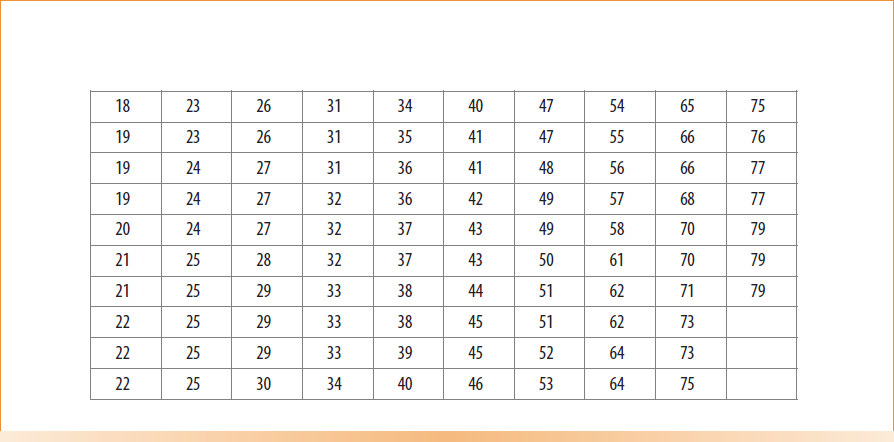 18 23 26 31 34 40 47 54 65 75
19 23 26 31 35 41 47 55 66 76
19 24 27 31 36 41 48 56 66 77
19 24 27 32 36 42 49 57 68 77
20 24 27 32 37 43 49 58 70 79
21 25 28 32 37 43 50 61 70 79
21 25 29 33 38 44 51 62 71 79
22 25 29 33 38 45 51 62 73
22 25 29 33 39 45 52 64 73
22 25 30 34 40 46 53 64 75